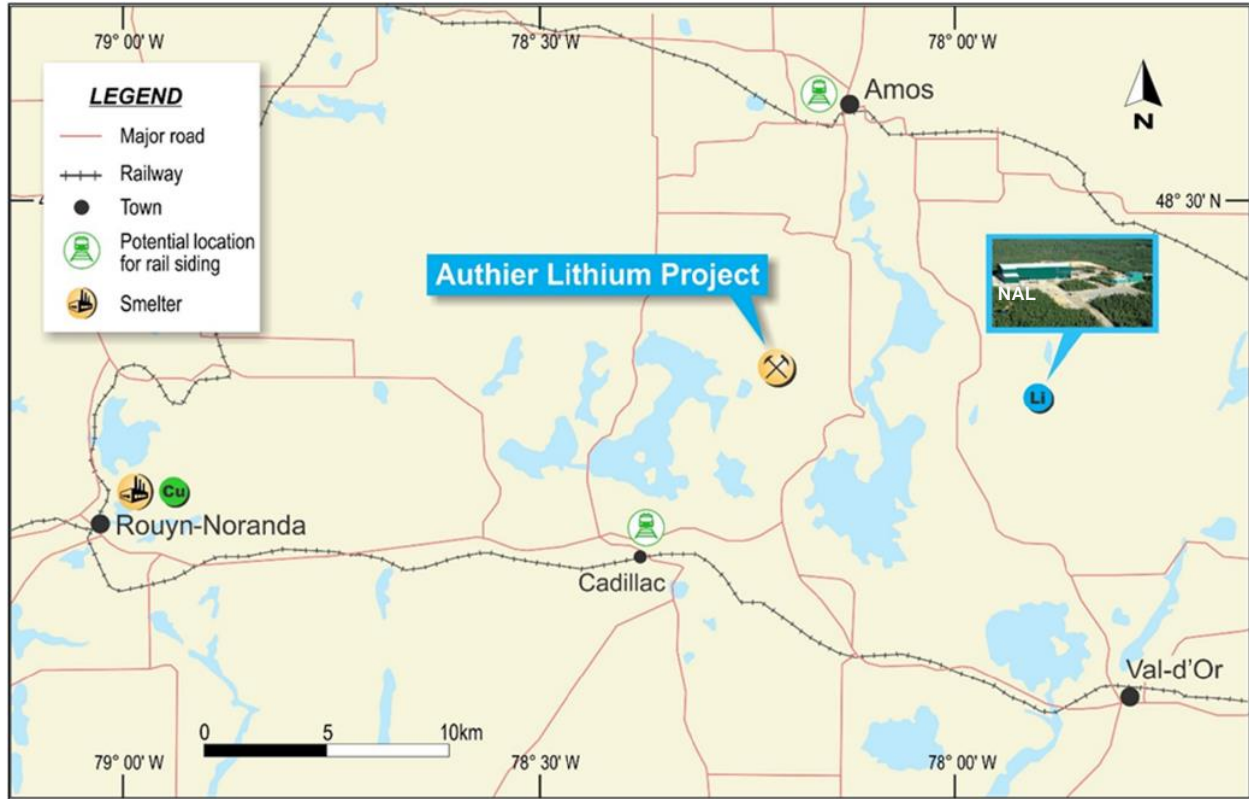 79° 00' W
78° 30' W
78° 00' W
LEGEND
Major road
Railway
Town
Potential location
for rail siding
Smelter
Amos
N
48° 30' N
Authier Lithium Project
NAL
Li
Cu
Rouyn-Noranda
Cadillac
Val-d'Or
0 5 10km
79° 00' W
78° 30' W
78° 00' W